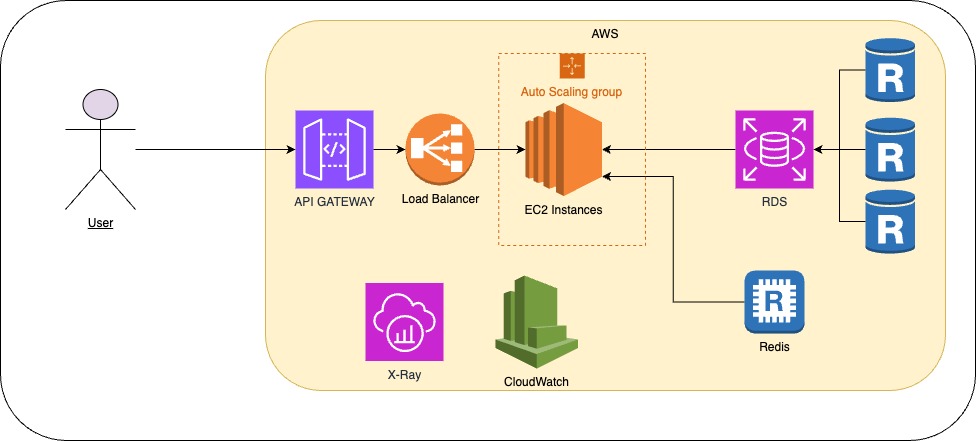 AWS
Auto Scaling group
R
R
R
</>
API GATEWAY
Load Balancer
EC2 Instances
RDS
User
R
Redis
X-Ray
CloudWatch